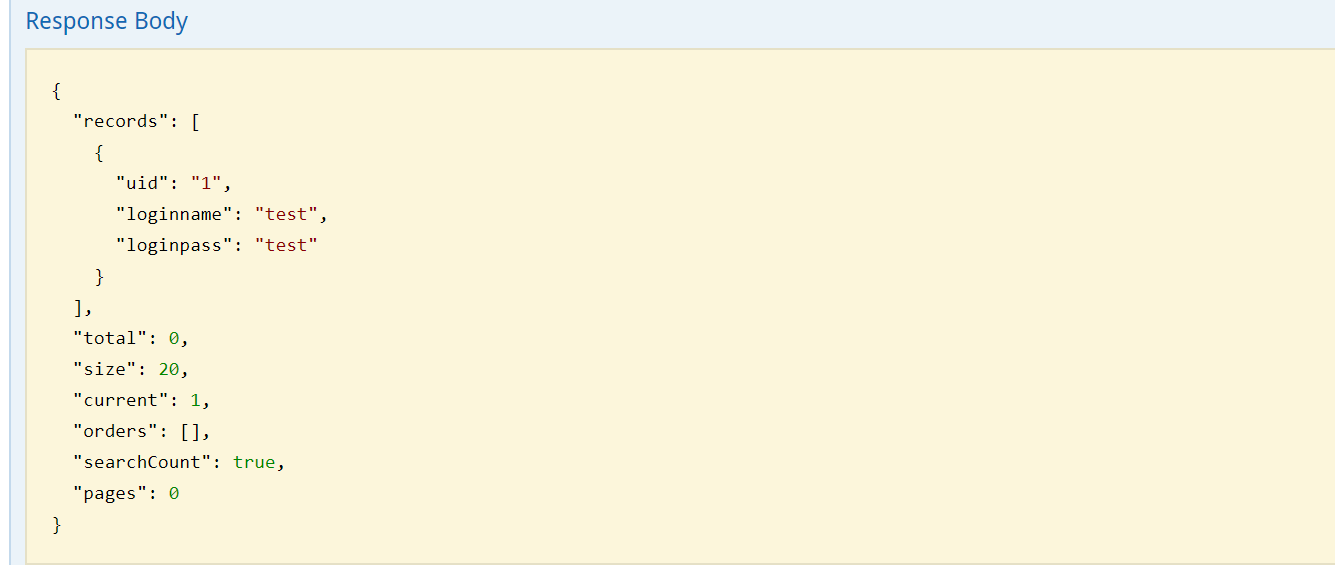 Response Body
{
"records": [
{
"uid": "1",
"loginname": "test",
"loginpass": "test"
}
],
"total": 0,
"size": 20,
"current": 1,
"orders": [],
"searchCount": true,
"pages": 0
}